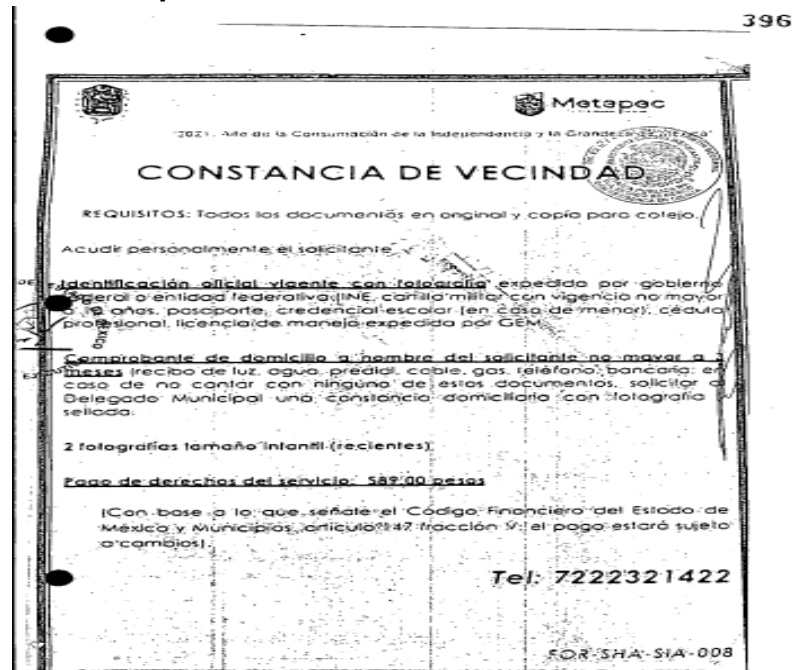 396
Metepec
"2021. Año de la Consumación de la Independencia y la Grandeza de México"
CONSTANCIA DE VECINDAD
REQUISITOS: Todos los documentos en original y copia para cotejo.
Acudir personalmente el solicitante
Identificación oficial vigente con fotografía expedida por gobierno
federal o entidad federativa (INE, cartilla militar con vigencia no mayor
a 10 años, pasaporte, credencial escolar (en caso de menor), cédula
profesional, licencia de manejo expedida por GEM.
Comprobante de domicilio a nombre del solicitante no mayor a 3
meses (recibo de luz, agua, predial, cable, gas, teléfono, bancario; en
caso de no contar con ninguno de estos documentos, solicitar al
Delegado Municipal una constancia domiciliaria con fotografía
sellada.
2 fotografías tamaño infantil (recientes)
Pago de derechos del servicio: $89.00 pesos
(Con base a lo que señale el Código Financiero del Estado de
México y Municipios, artículo 147 fracción V; el pago estará sujeto
a cambios).
Tel: 7222321422
FOR-SHA-SIA-008